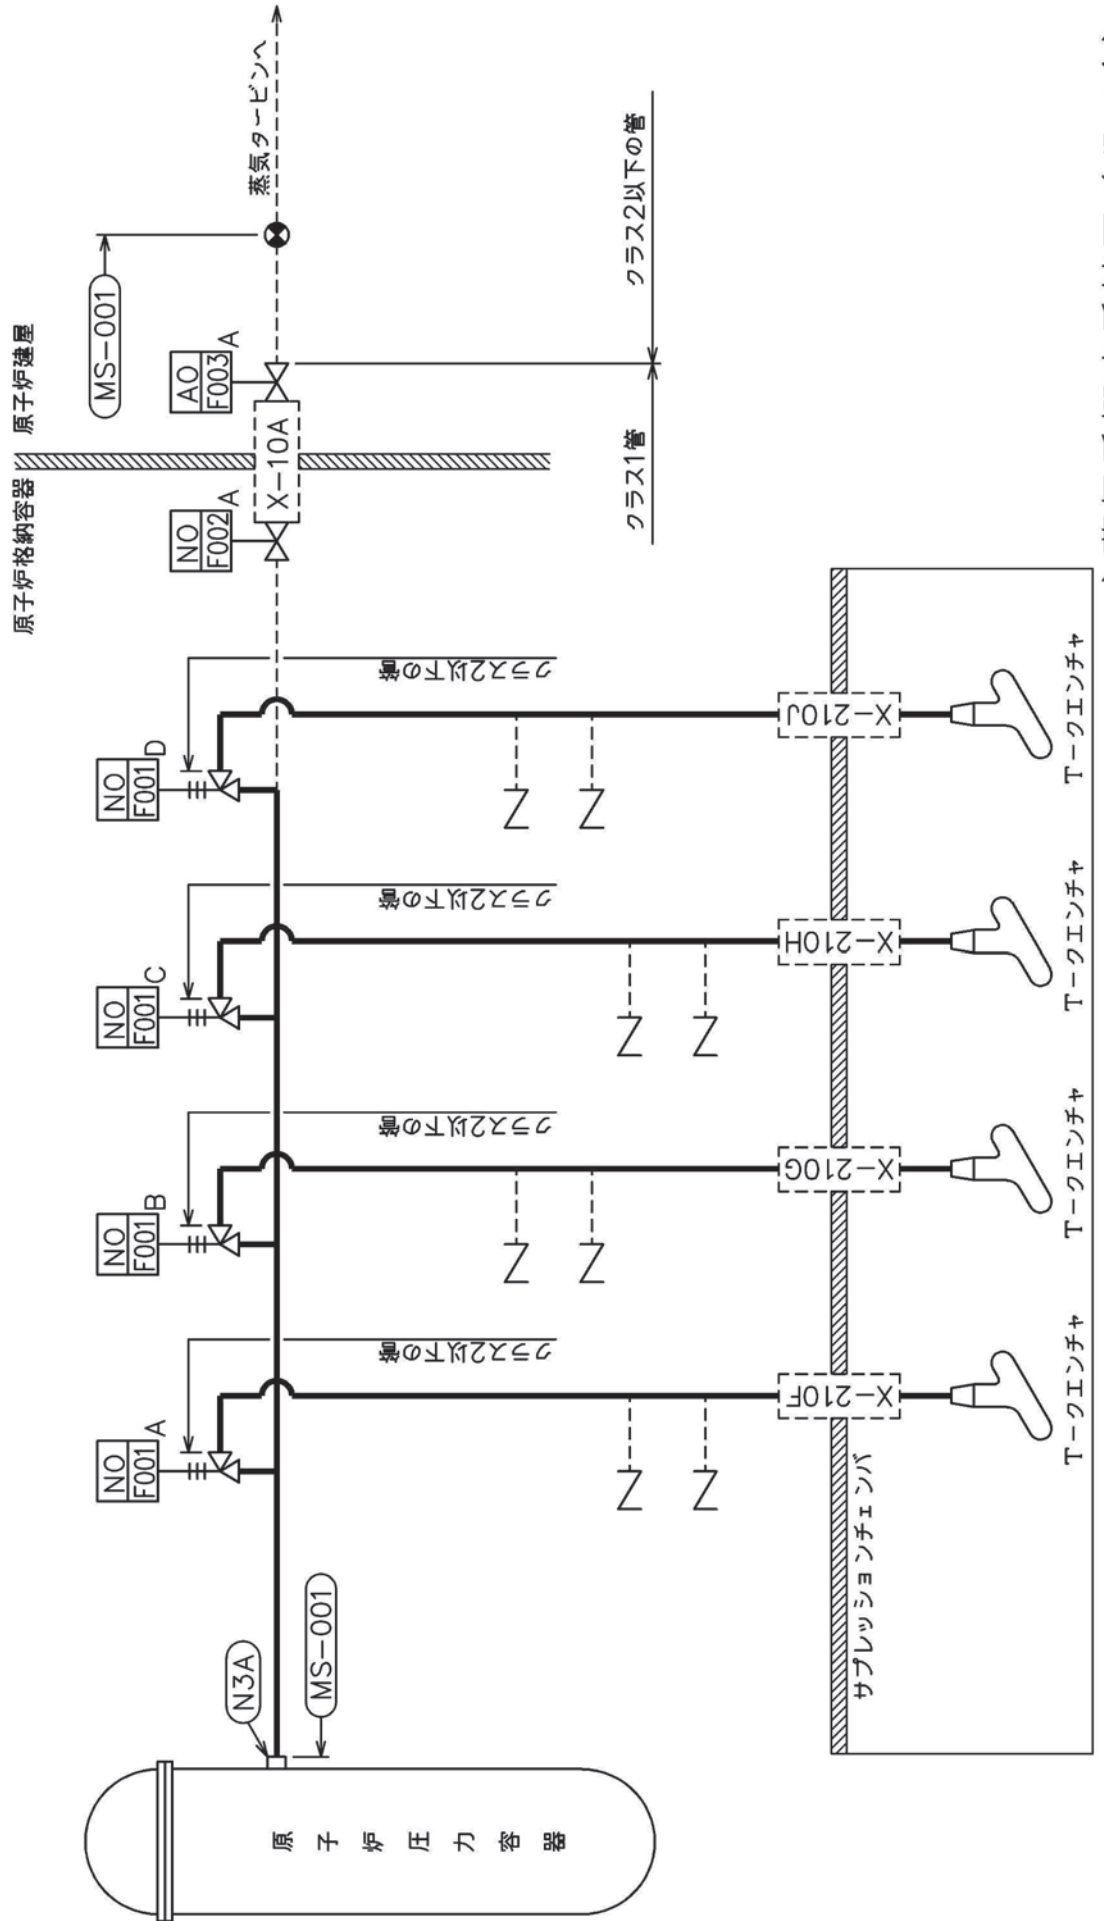 原子炉格納容器
原子炉建屋
MS-001
NO
F001
A
NO
F001
B
NO
F001
C
NO
F001
D
NO
F002
A
AO
F003
A
X-10A
蒸気タービンへ
N3A
MS-001
クラス2以下の管
クラス2以下の管
クラス2以下の管
クラス2以下の管
クラス1管
クラス2以下の管
原子炉圧力容器
X-210F
X-210G
X-210H
X-210J
サプレッションチェンバ
T-クエンチャ
T-クエンチャ
T-クエンチャ
T-クエンチャ